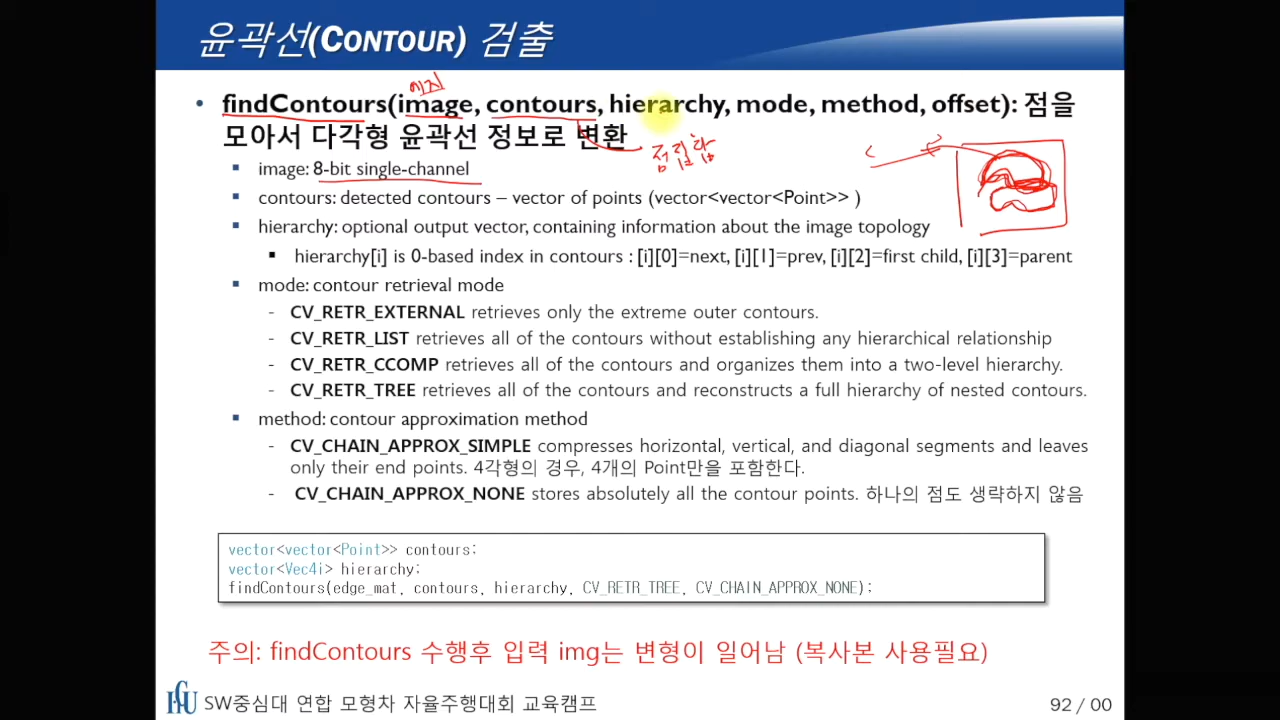 윤곽선(CONTOUR) 검출
에지
• findContours(image, contours, hierarchy, mode, method, offset): 점을
모아서 다각형 윤곽선 정보로 변환
점집합
▪ image: 8-bit single-channel
▪ contours: detected contours – vector of points (vector<vector<Point>> )
▪ hierarchy: optional output vector, containing information about the image topology
▪ hierarchy[i] is 0-based index in contours : [i][0]=next, [i][1]=prev, [i][2]=first child, [i][3]=parent
▪ mode: contour retrieval mode
- CV_RETR_EXTERNAL retrieves only the extreme outer contours.
- CV_RETR_LIST retrieves all of the contours without establishing any hierarchical relationship
- CV_RETR_CCOMP retrieves all of the contours and organizes them into a two-level hierarchy.
- CV_RETR_TREE retrieves all of the contours and reconstructs a full hierarchy of nested contours.
▪ method: contour approximation method
- CV_CHAIN_APPROX_SIMPLE compresses horizontal, vertical, and diagonal segments and leaves
only their end points. 4각형의 경우, 4개의 Point만을 포함한다.
- CV_CHAIN_APPROX_NONE stores absolutely all the contour points. 하나의 점도 생략하지 않음
vector<vector<Point>> contours;
vector<Vec4i> hierarchy;
findContours(edge_mat, contours, hierarchy, CV_RETR_TREE, CV_CHAIN_APPROX_NONE);
주의: findContours 수행후 입력 img는 변형이 일어남 (복사본 사용필요)
SW중심대 연합 모형차 자율주행대회 교육캠프
92 / 00